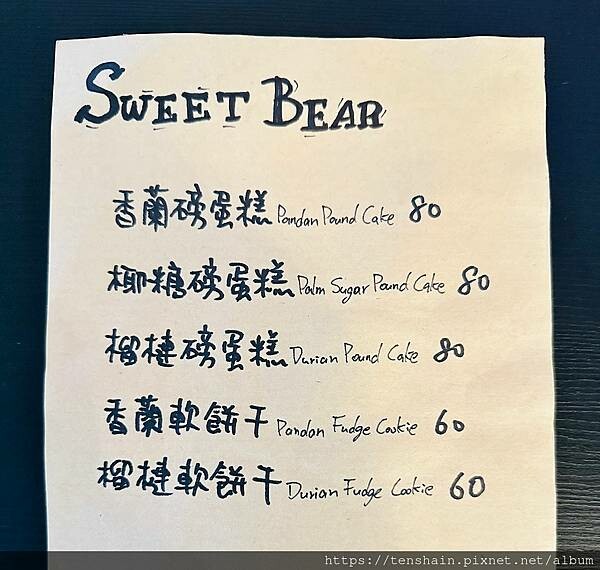 SWEET BEAR
香蘭磅蛋糕 Pandan Pound Cake 80
椰糖磅蛋糕 Palm Sugar Pound Cake 80
榴槤磅蛋糕 Durian Pound Cake 80
香蘭軟餅干 Pandan Fudge Cookie 60
榴槤軟餅干 Durian Fudge Cookie 60
https://tenshain.pixnet.net/album